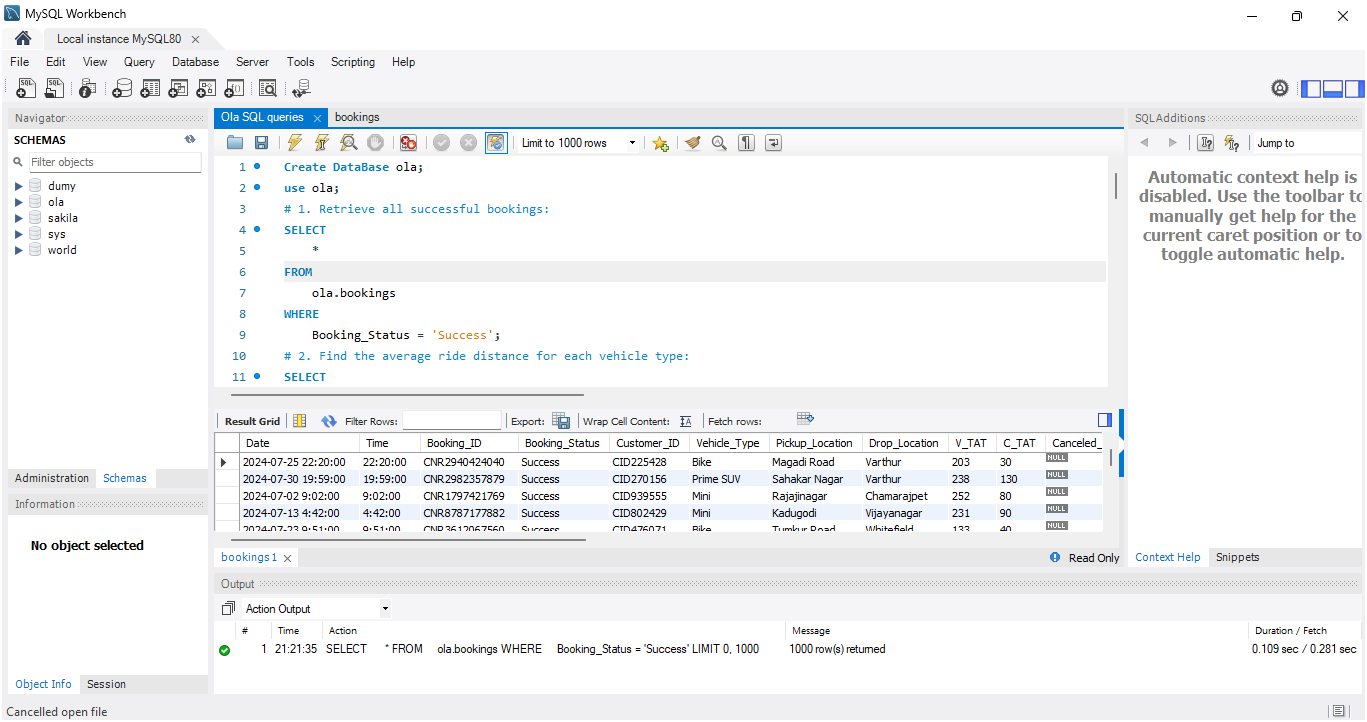 MySQL Workbench
Local instance MySQL80
File Edit View Query Database Server Tools Scripting Help
Navigator
SCHEMAS
Filter objects
dumy
ola
sakila
sys
world
Administration Schemas
Information
No object selected
Object Info Session
Cancelled open file
Ola SQL queries bookings
Limit to 1000 rows
1 Create DataBase ola;
2 use ola;
3 # 1. Retrieve all successful bookings:
4 SELECT
5 *
6 FROM
7 ola.bookings
8 WHERE
9 Booking_Status = 'Success';
10 # 2. Find the average ride distance for each vehicle type:
11 SELECT
Result Grid Filter Rows: Export: Wrap Cell Content: Fetch rows:
Date Time Booking_ID Booking_Status Customer_ID Vehicle_Type Pickup_Location Drop_Location V_TAT C_TAT Canceled_
2024-07-25 22:20:00 22:20:00 CNR2940424040 Success CID225428 Bike Magadi Road Varthur 203 30 NULL
2024-07-30 19:59:00 19:59:00 CNR2982357879 Success CID270156 Prime SUV Sahakar Nagar Varthur 238 130 NULL
2024-07-02 9:02:00 9:02:00 CNR1797421769 Success CID939555 Mini Rajajinagar Chamarajpet 252 80 NULL
2024-07-13 4:42:00 4:42:00 CNR8787177882 Success CID802429 Mini Kadugodi Vijayanagar 231 90 NULL
2024-07-23 9:51:00 9:51:00 CNR3612067560 Success CID476071 Bike Tumkur Road Whitefield 133 40 NULL
bookings 1
Read Only
SQLAdditions
Jump to
Automatic context help is
disabled. Use the toolbar to
manually get help for the
current caret position or to
toggle automatic help.
Context Help Snippets
Output
Action Output
# Time Action Message Duration / Fetch
1 21:21:35 SELECT * FROM ola.bookings WHERE Booking_Status = 'Success' LIMIT 0, 1000 1000 row(s) returned 0.109 sec / 0.281 sec